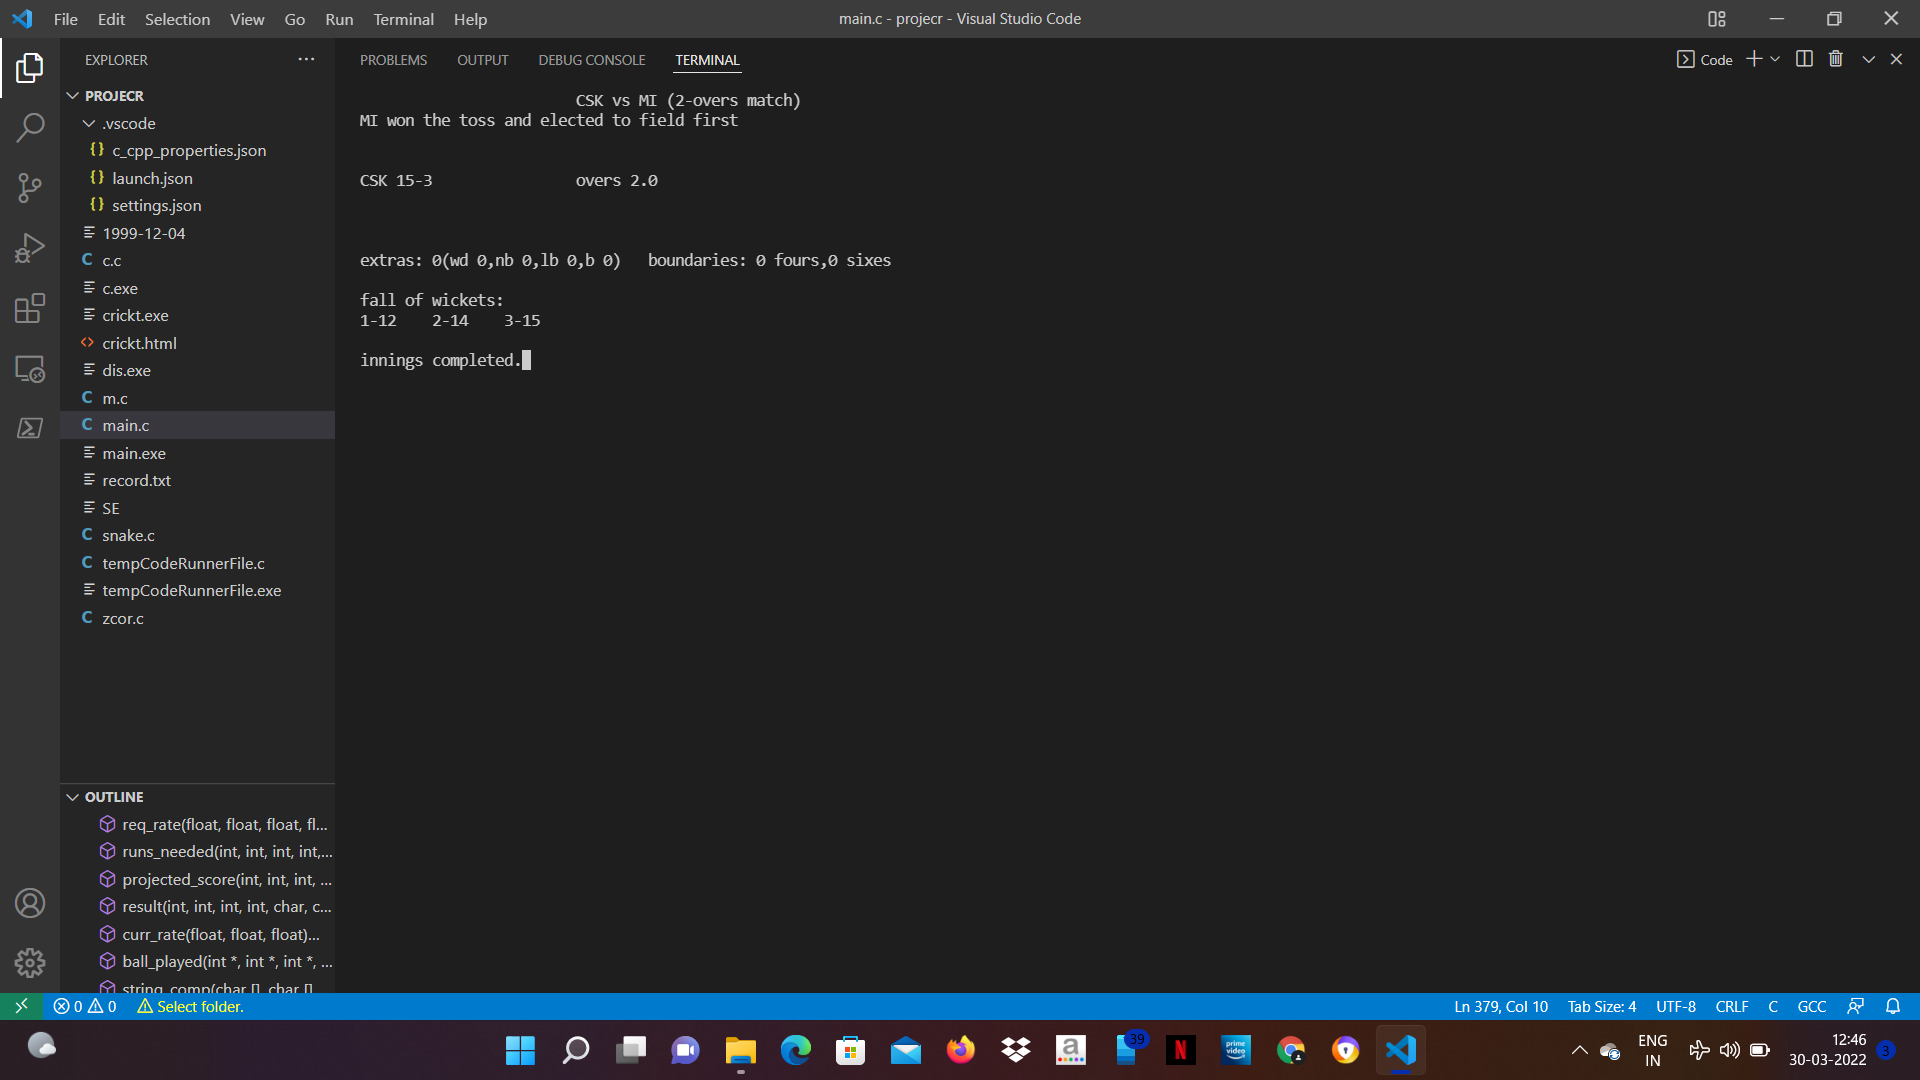 File Edit Selection View Go Run Terminal Help
main.c - projecr - Visual Studio Code
EXPLORER
PROJECR
.vscode
{} c_cpp_properties.json
{} launch.json
{} settings.json
1999-12-04
C c.c
c.exe
crickt.exe
<> crickt.html
dis.exe
C m.c
C main.c
main.exe
record.txt
SE
C snake.c
C tempCodeRunnerFile.c
tempCodeRunnerFile.exe
C zcor.c
OUTLINE
req_rate(float, float, float, fl...
runs_needed(int, int, int, int,...
projected_score(int, int, int, ...
result(int, int, int, int, char, c...
curr_rate(float, float, float)...
ball_played(int *, int *, int *, ...
string_comp(char [], char []
PROBLEMS OUTPUT DEBUG CONSOLE TERMINAL
Code
CSK vs MI (2-overs match)
MI won the toss and elected to field first
CSK 15-3 overs 2.0
extras: 0(wd 0,nb 0,lb 0,b 0) boundaries: 0 fours,0 sixes
fall of wickets:
1-12 2-14 3-15
innings completed.
0 0 Select folder.
Ln 379, Col 10 Tab Size: 4 UTF-8 CRLF C GCC
39
a
N
prime video
ENG
IN
12:46
30-03-2022
3